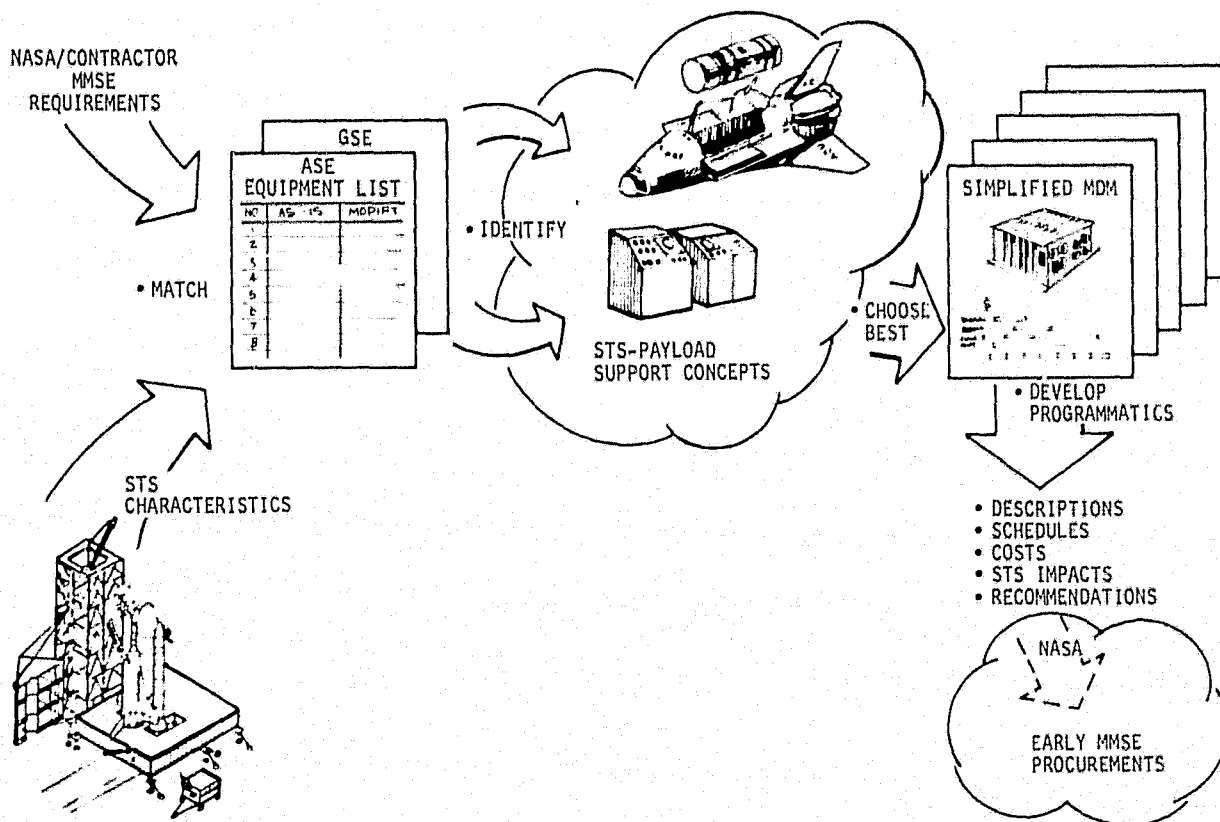 NASA/CONTRACTOR
MMSE
REQUIREMENTS
GSE
ASE
EQUIPMENT LIST
NO AS - IS
1
2
3
4
5
6
7
8
• MATCH
STS
CHARACTERISTICS
• IDENTIFY
STS-PAYLOAD
SUPPORT CONCEPTS
• CHOOSE
BEST
SIMPLIFIED MDM
$
• DEVELOP
PROGRAMMATICS
• DESCRIPTIONS
• SCHEDULES
• COSTS
• STS IMPACTS
• RECOMMENDATIONS
NASA
EARLY MMSE
PROCUREMENTS